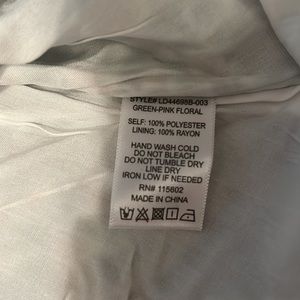 STYLE# LD44698B-003
GREEN-PINK FLORAL
SELF: 100% POLYESTER
LINING: 100% RAYON
HAND WASH COLD
DO NOT BLEACH
DO NOT TUMBLE DRY
LINE DRY
IRON LOW IF NEEDED
RN# 115802
MADE IN CHINA